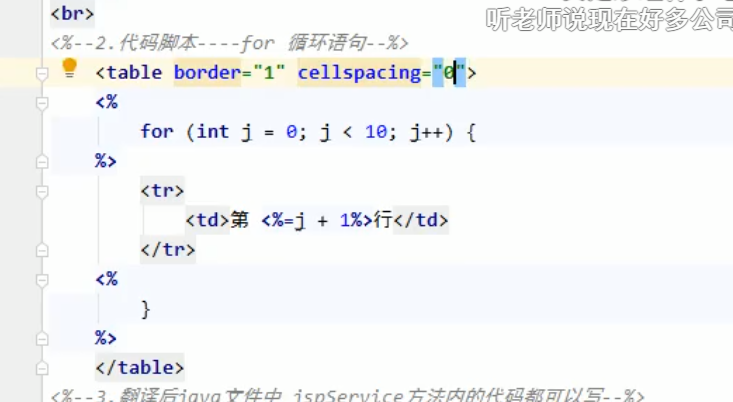 听老师说现在好多公司
<br>
<%--2.代码脚本----for 循环语句--%>
<table border="1" cellspacing="0">
<%
for (int j = 0; j < 10; j++) {
%>
<tr>
<td>第 <%=j + 1%>行</td>
</tr>
<%
}
%>
</table>
<%--3.翻译后java文件中_jspService方法内的代码都可以写--%>